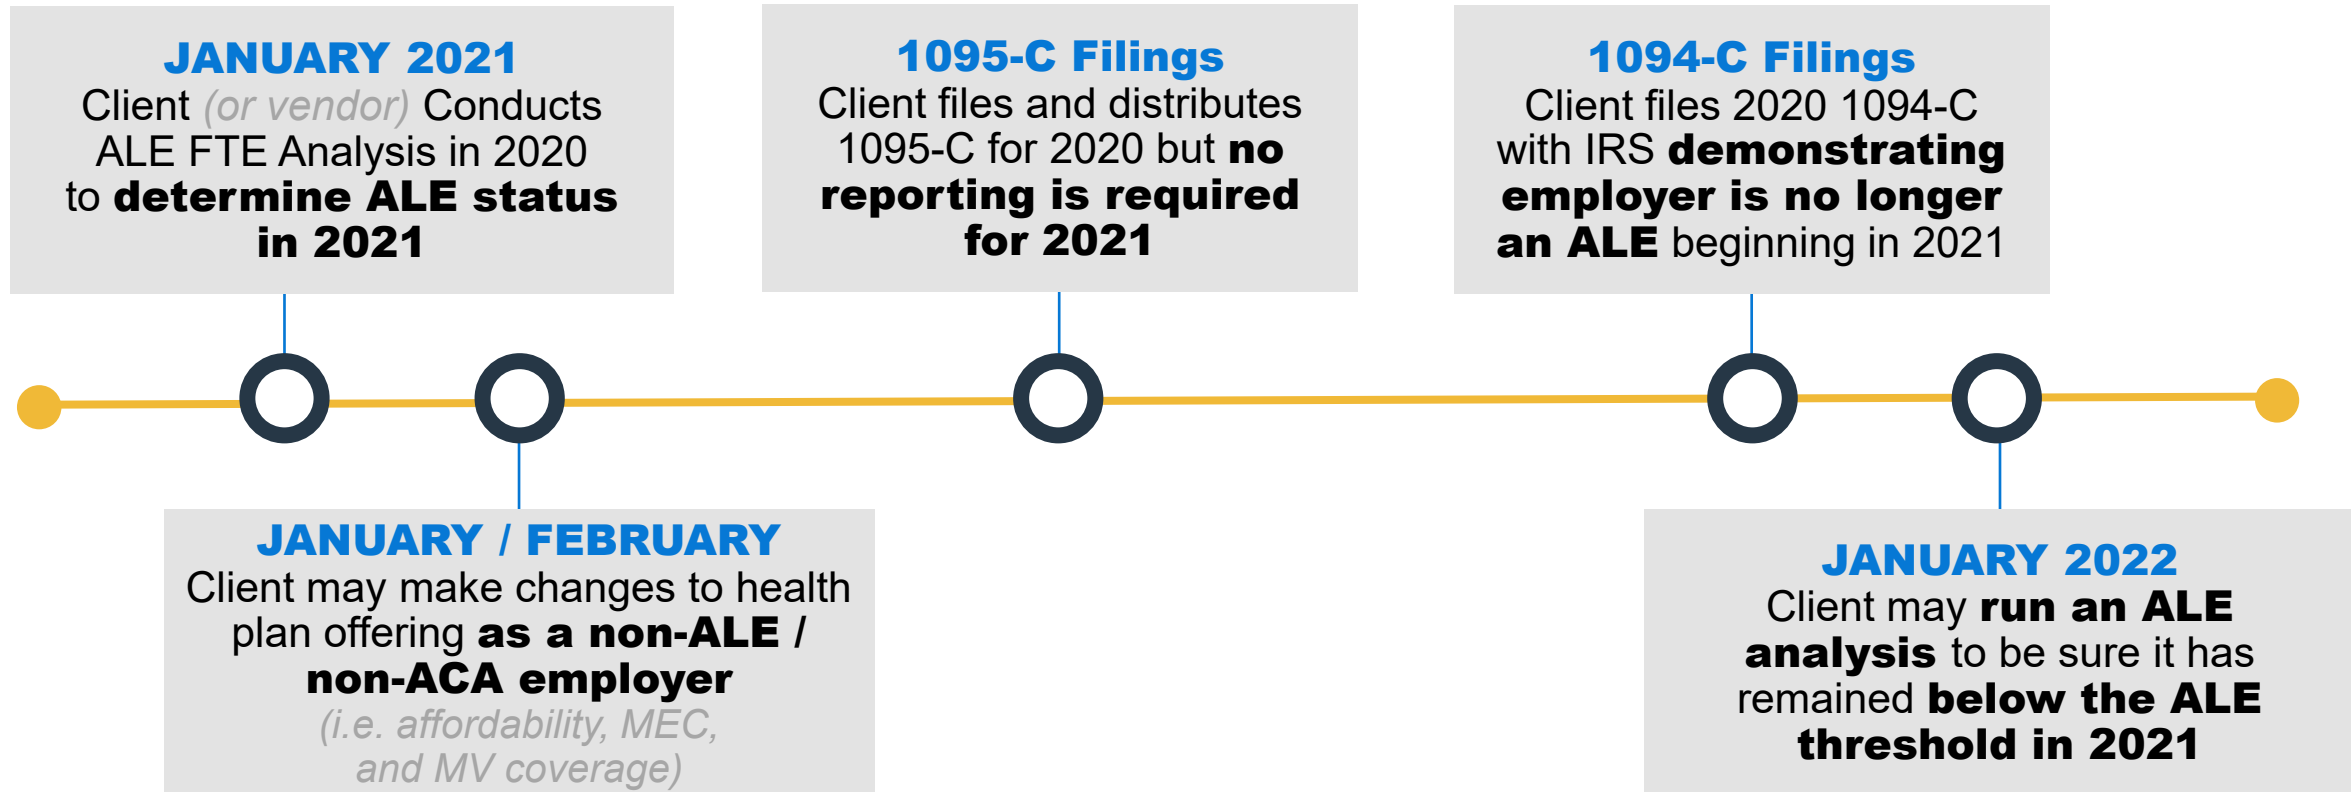 JANUARY 2021
Client (or vendor) Conducts
ALE FTE Analysis in 2020
to determine ALE status
in 2021
JANUARY / FEBRUARY
Client may make changes to health
plan offering as a non-ALE /
non-ACA employer
(i.e. affordability, MEC,
and MV coverage)
1095-C Filings
Client files and distributes
1095-C for 2020 but no
reporting is required
for 2021
1094-C Filings
Client files 2020 1094-C
with IRS demonstrating
employer is no longer
an ALE beginning in 2021
JANUARY 2022
Client may run an ALE
analysis to be sure it has
remained below the ALE
threshold in 2021